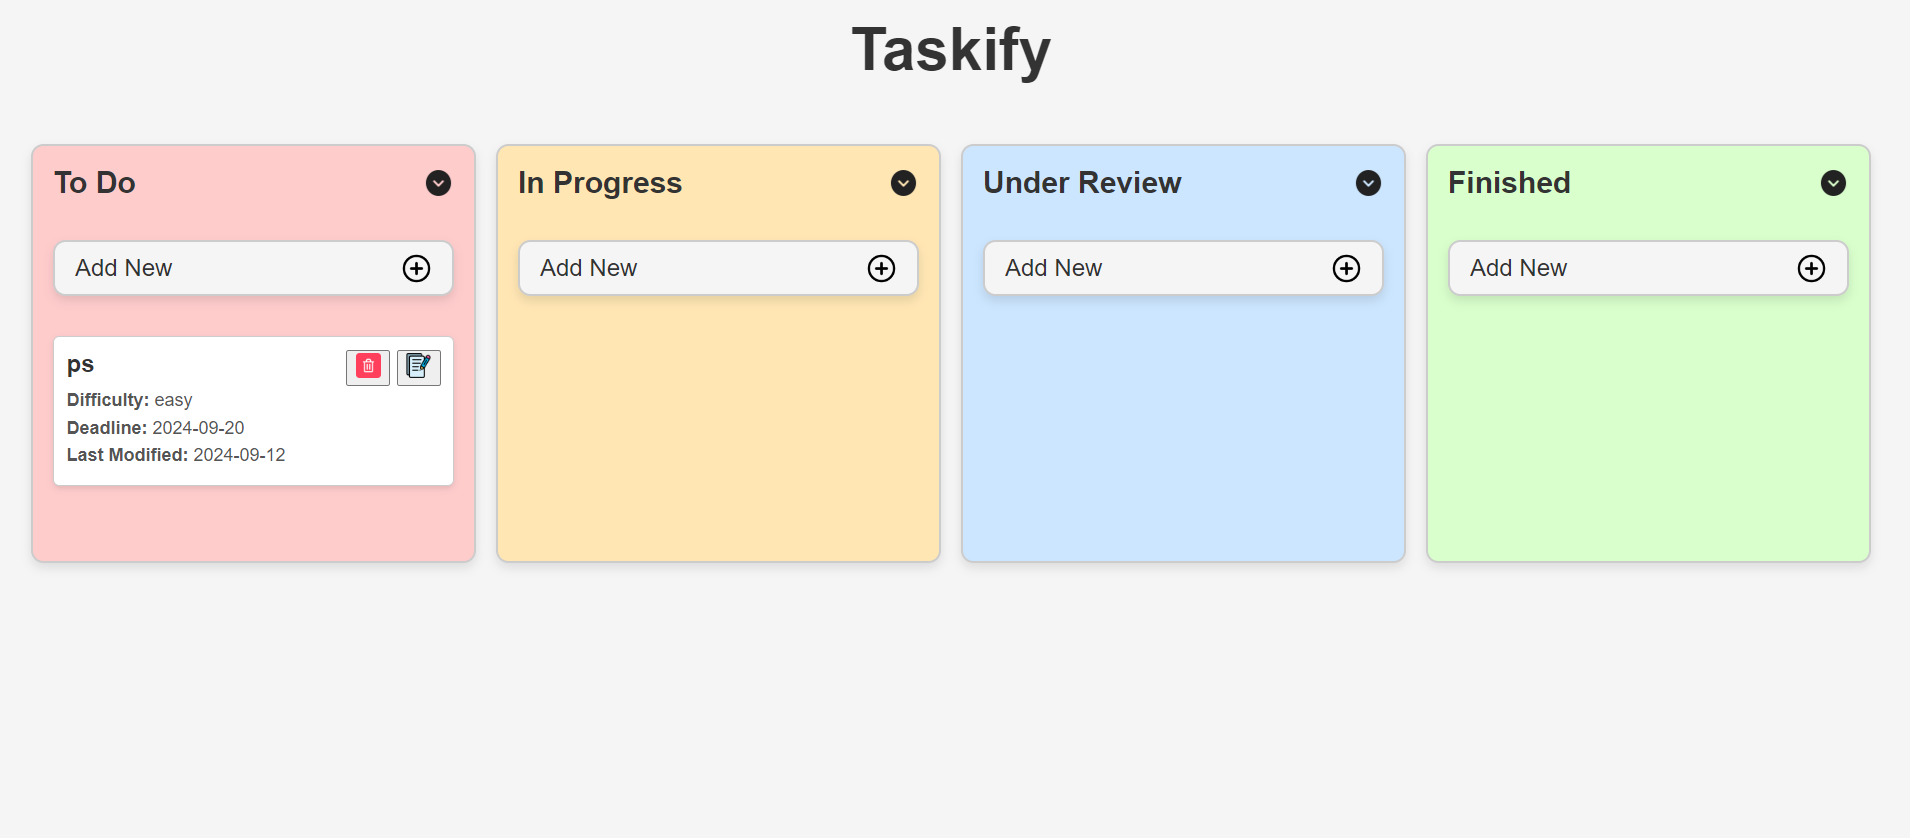 Taskify
To Do
Add New
ps
Difficulty: easy
Deadline: 2024-09-20
Last Modified: 2024-09-12
In Progress
Add New
Under Review
Add New
Finished
Add New